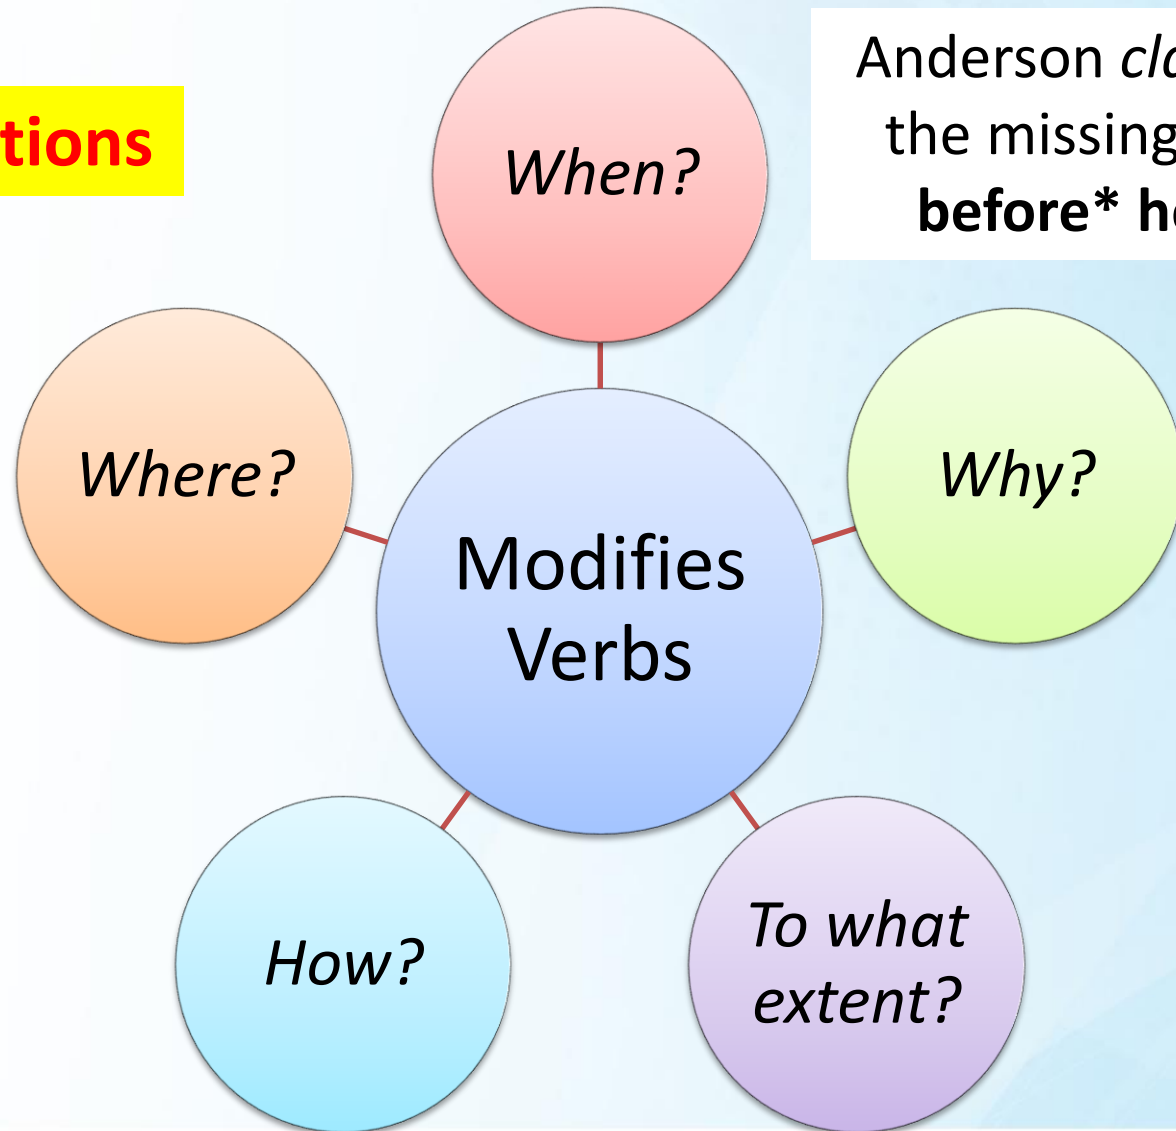 Anderson
the missing
before*
tions
When?
Where?
Why?
Modifies
Verbs
How?
To what
extent?